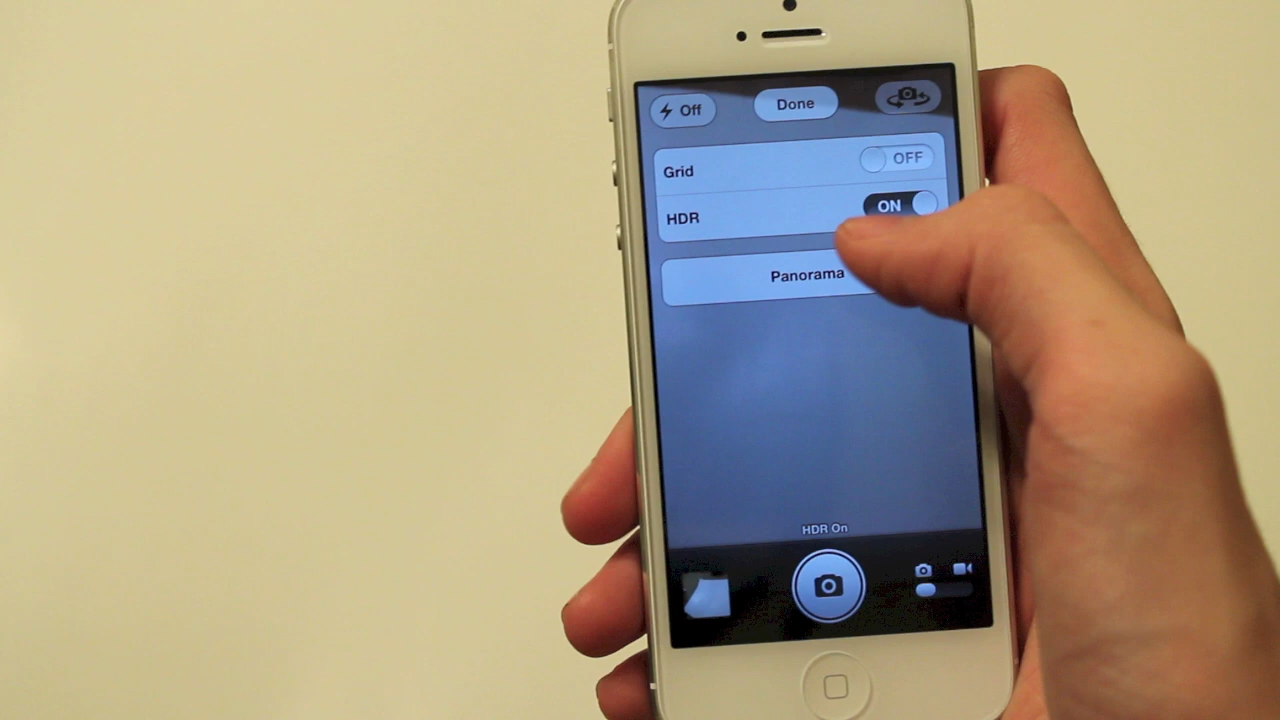 Off
Done
Grid
OFF
HDR
ON
Panorama
HDR On